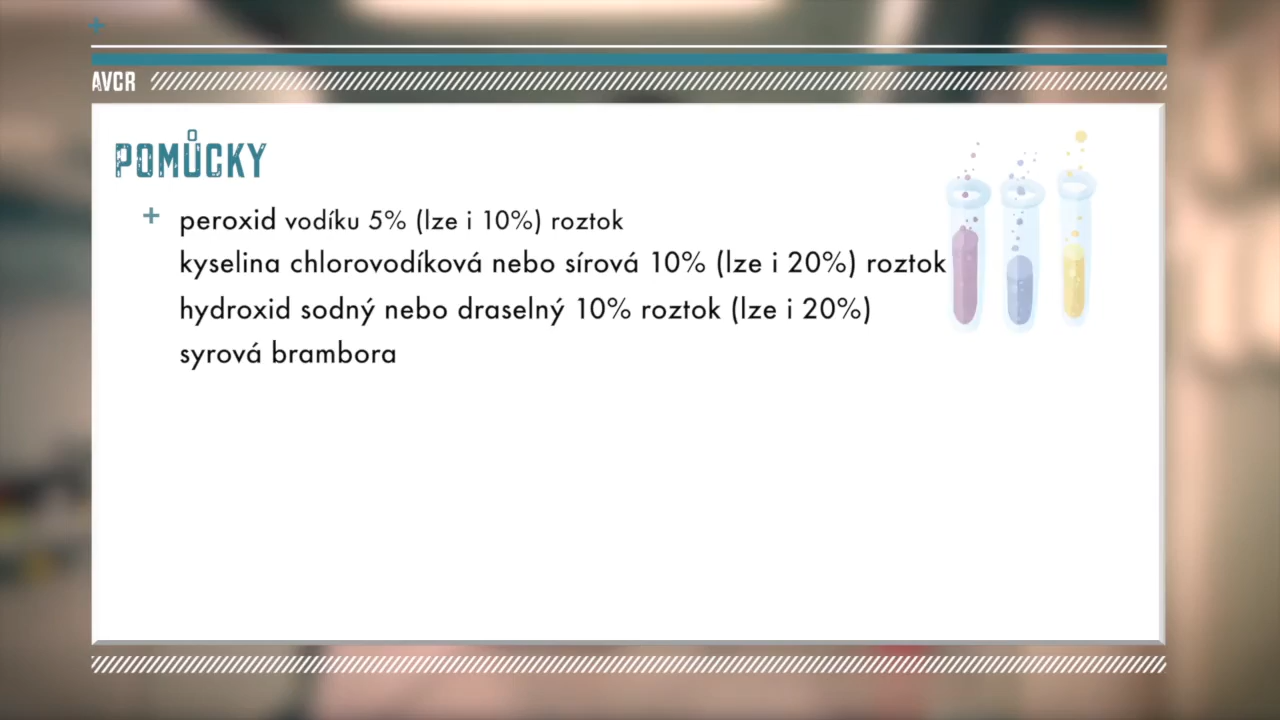 AVCR
POMŮCKY
+ peroxid vodíku 5% (lze i 10%) roztok
kyselina chlorovodíková nebo sírová 10% (lze i 20%) roztok
hydroxid sodný nebo draselný 10% roztok (lze i 20%)
syrová brambora